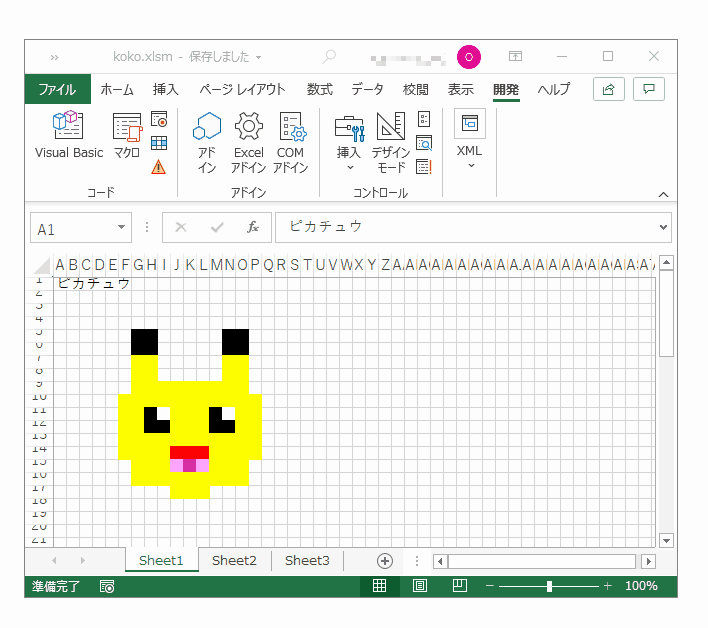 koko.xlsm - 保存しました
O
ファイル ホーム 挿入 ページ レイアウト 数式 データ 校閲 表示 開発 ヘルプ
Visual Basic マクロ アドイン Excel アドイン COM アドイン 挿入 デザイン モード XML
コード アドイン コントロール
A1 fx ピカチュウ
A B C D E F G H I J K L M N O P Q R S T U V W X Y Z
1 ピカチュウ
2
3
4
5
6
7
8
9
10
11
12
13
14
15
16
17
18
19
20
21
Sheet1 Sheet2 Sheet3
準備完了 100%